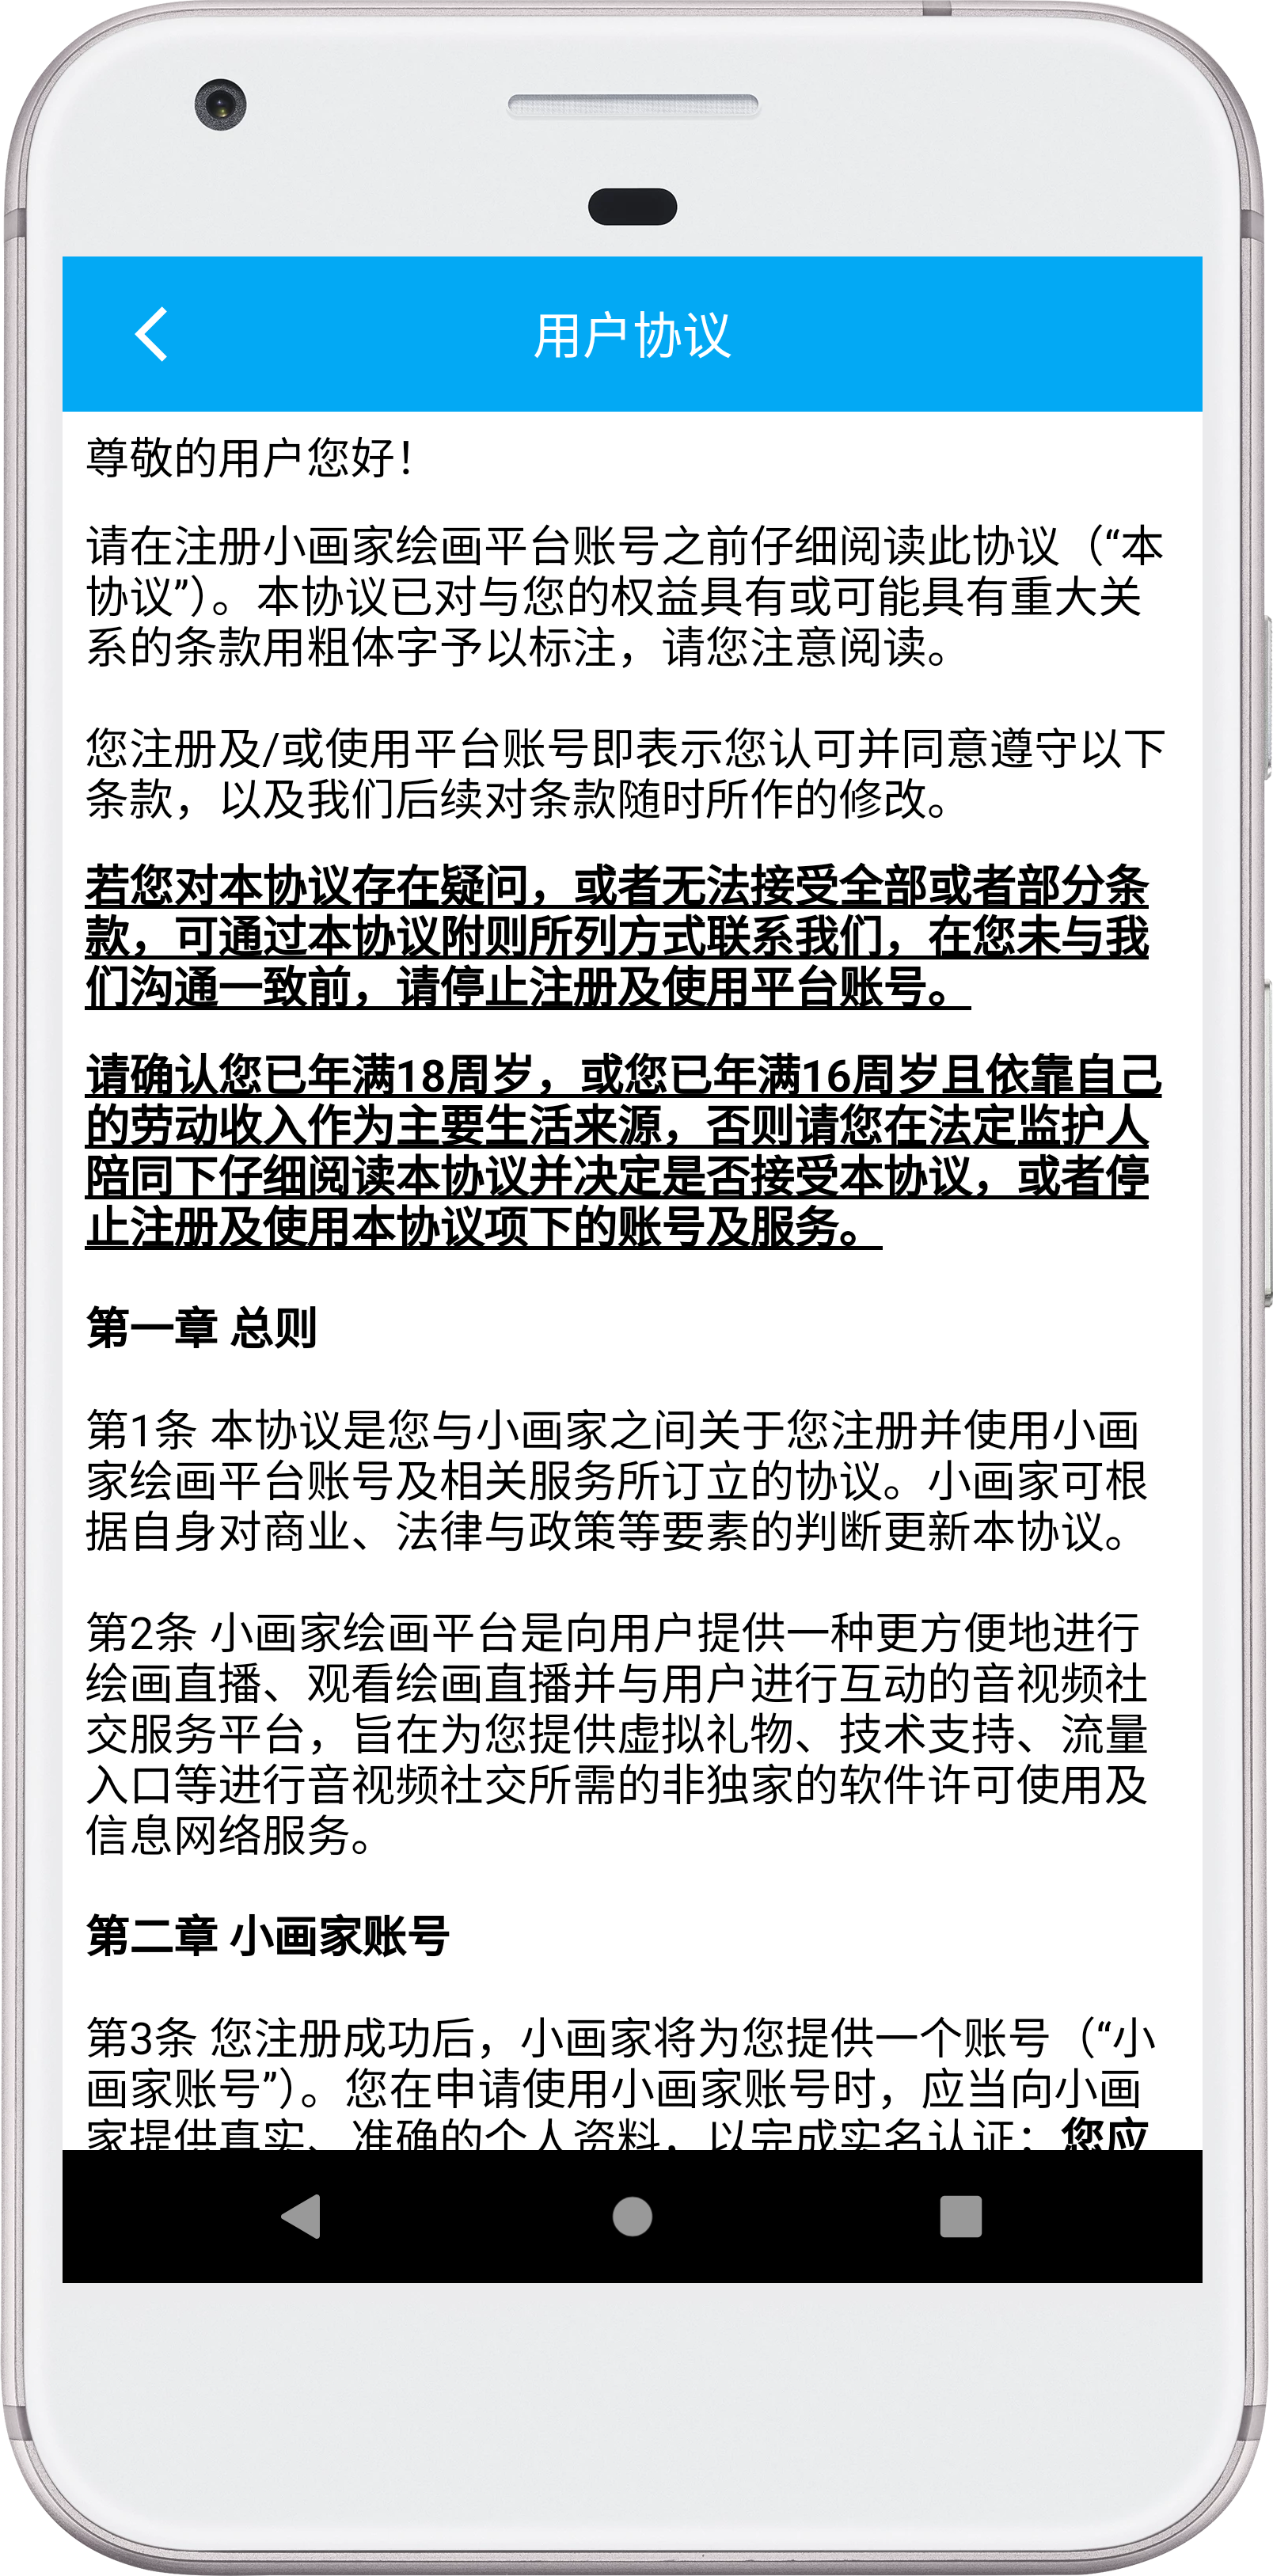 用户协议
尊敬的用户您好！
请在注册小画家绘画平台账号之前仔细阅读此协议（“本
协议”）。本协议已对与您的权益具有或可能具有重大关
系的条款用粗体字予以标注，请您注意阅读。
您注册及/或使用平台账号即表示您认可并同意遵守以下
条款，以及我们后续对条款随时所作的修改。
若您对本协议存在疑问，或者无法接受全部或者部分条
款，可通过本协议附则所列方式联系我们，在您未与我
们沟通一致前，请停止注册及使用平台账号。
请确认您已年满18周岁，或您已年满16周岁且依靠自己
的劳动收入作为主要生活来源，否则请您在法定监护人
陪同下仔细阅读本协议并决定是否接受本协议，或者停
止注册及使用本协议项下的账号及服务。
第一章 总则
第1条 本协议是您与小画家之间关于您注册并使用小画
家绘画平台账号及相关服务所订立的协议。小画家可根
据自身对商业、法律与政策等要素的判断更新本协议。
第2条 小画家绘画平台是向用户提供一种更方便地进行
绘画直播、观看绘画直播并与用户进行互动的音视频社
交服务平台，旨在为您提供虚拟礼物、技术支持、流量
入口等进行音视频社交所需的非独家的软件许可使用及
信息网络服务。
第二章 小画家账号
第3条 您注册成功后，小画家将为您提供一个账号（“小
画家账号”）。您在申请使用小画家账号时，应当向小画
家提供真实、准确的个人资料，以完成实名认证；您应